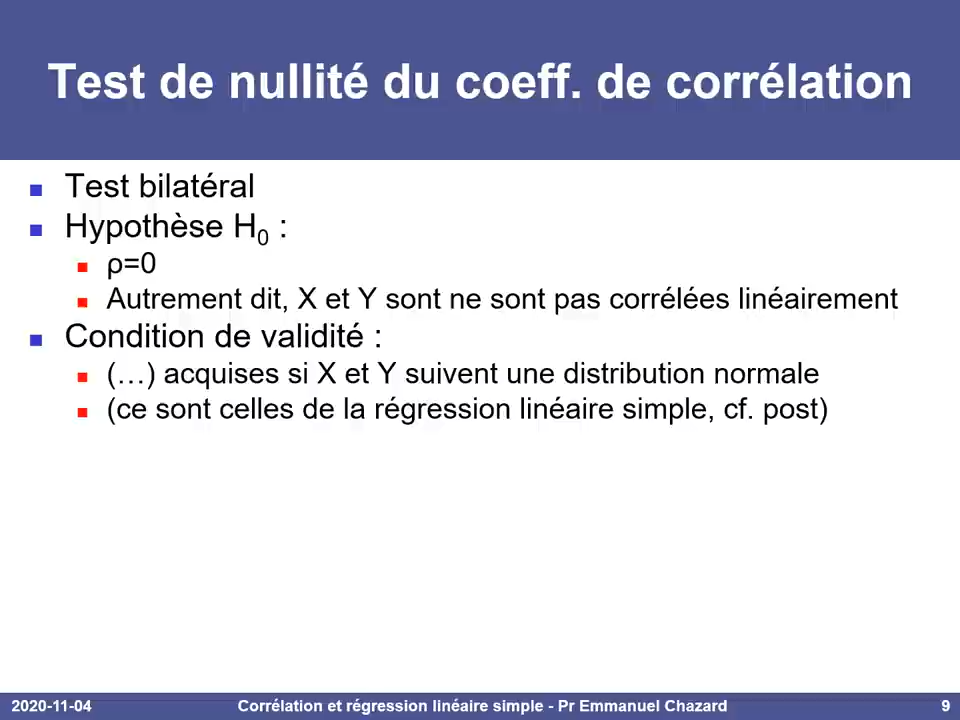 Test de nullité du coeff. de corrélation
Test bilatéral
Hypothèse H₀ :
ρ=0
Autrement dit, X et Y sont ne sont pas corrélées linéairement
Condition de validité :
(…) acquises si X et Y suivent une distribution normale
(ce sont celles de la régression linéaire simple, cf. post)
2020-11-04 Corrélation et régression linéaire simple - Pr Emmanuel Chazard 9